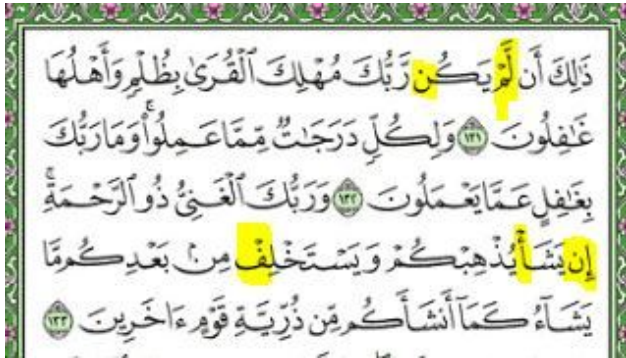 ذَٰلِكَ أَن لَّمْ يَكُن رَّبُّكَ مُهْلِكَ ٱلْقُرَىٰ بِظُلْمٍ وَأَهْلُهَا
غَٰفِلُونَ ١٣١ وَلِكُلٍّ دَرَجَٰتٌ مِّمَّا عَمِلُوا۟ ۚ وَمَا رَبُّكَ
بِغَٰفِلٍ عَمَّا يَعْمَلُونَ ١٣٢ وَرَبُّكَ ٱلْغَنِىُّ ذُو ٱلرَّحْمَةِ ۚ
إِن يَشَأْ يُذْهِبْكُمْ وَيَسْتَخْلِفْ مِنۢ بَعْدِكُم مَّا
يَشَآءُ كَمَآ أَنشَأَكُم مِّن ذُرِّيَّةِ قَوْمٍ ءَاخَرِينَ ١٣٣